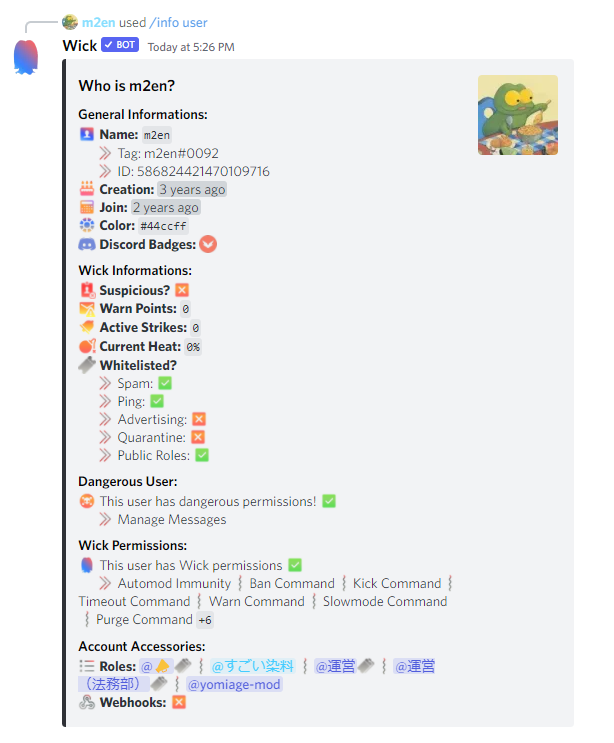 m2en used /info user
Wick BOT Today at 5:26 PM
Who is m2en?
General Informations:
Name: m2en
Tag: m2en#0092
ID: 586824421470109716
Creation: 3 years ago
Join: 2 years ago
Color: #44ccff
Discord Badges:
Wick Informations:
Suspicious?
Warn Points: 0
Active Strikes: 0
Current Heat: 0%
Whitelisted?
Spam:
Ping:
Advertising:
Quarantine:
Public Roles:
Dangerous User:
This user has dangerous permissions!
Manage Messages
Wick Permissions:
This user has Wick permissions
Automod Immunity ⸾ Ban Command ⸾ Kick Command ⸾
Timeout Command ⸾ Warn Command ⸾ Slowmode Command
⸾ Purge Command +6
Account Accessories:
Roles: @ ⸾ @すごい染料 ⸾ @運営 ⸾ @運営
（法務部） ⸾ @yomiage-mod
Webhooks: